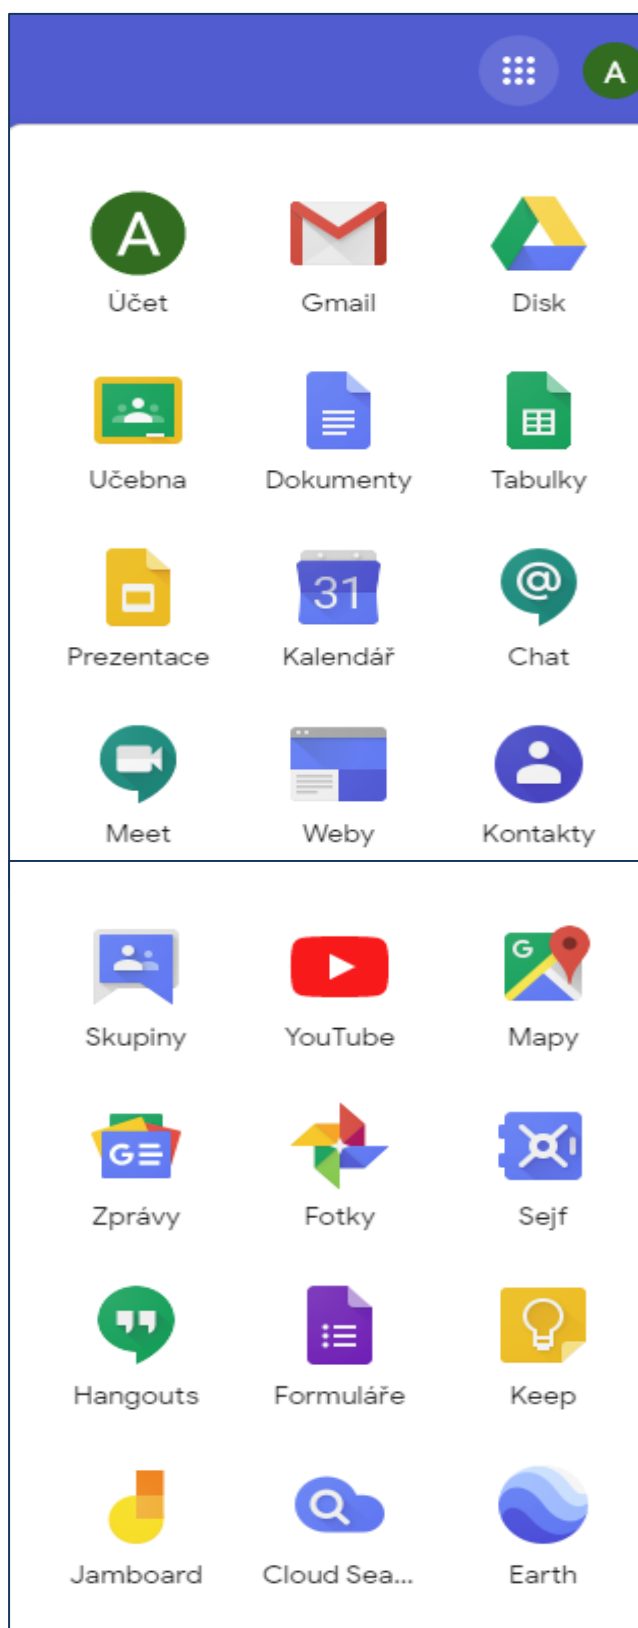 A
A
Účet Gmail Disk
Učebna Dokumenty Tabulky
31 @
Prezentace Kalendář Chat
Meet Weby Kontakty
G
Skupiny YouTube Mapy
G
Zprávy Fotky Sejf
Hangouts Formuláře Keep
Jamboard Cloud Sea... Earth